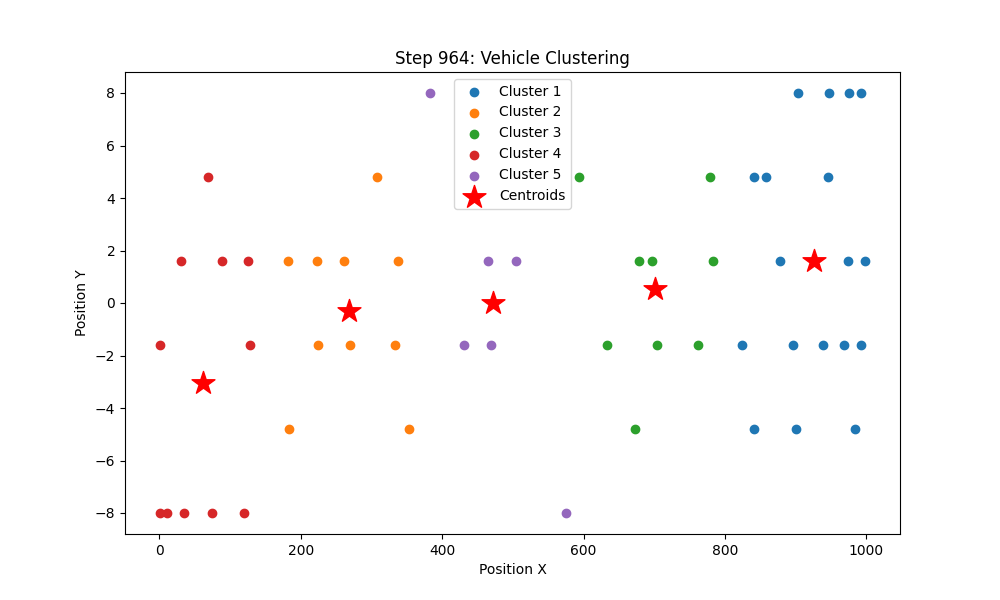 Step 964: Vehicle Clustering
Cluster 1
Cluster 2
Cluster 3
Cluster 4
Cluster 5
Centroids
Position Y
8
6
4
2
0
−2
−4
−6
−8
0 200 400 600 800 1000
Position X